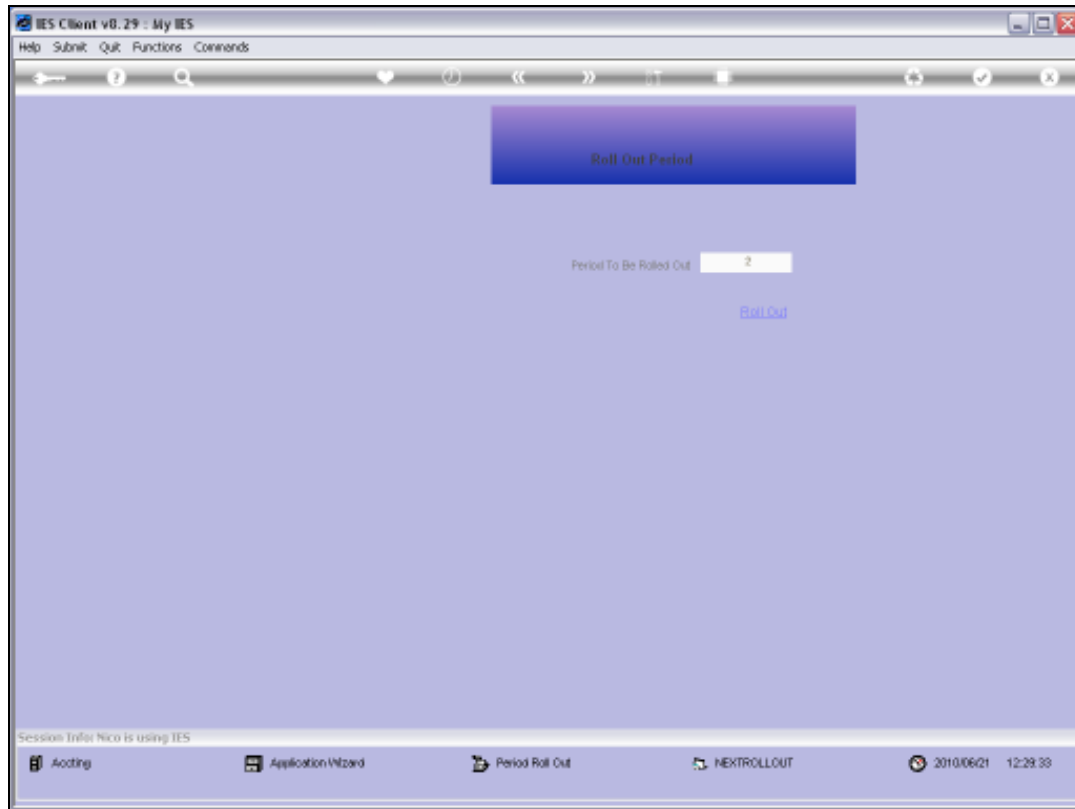 IES Client v8.29 : My IES
Help Submit Quit Functions Commands
Roll Out Period
Period To Be Rolled Out 2
Roll Out
Session Info: Nico is using IES
Accting Application Wizard Period Roll Out NEXTROLLOUT 2010/06/21 12:29:33